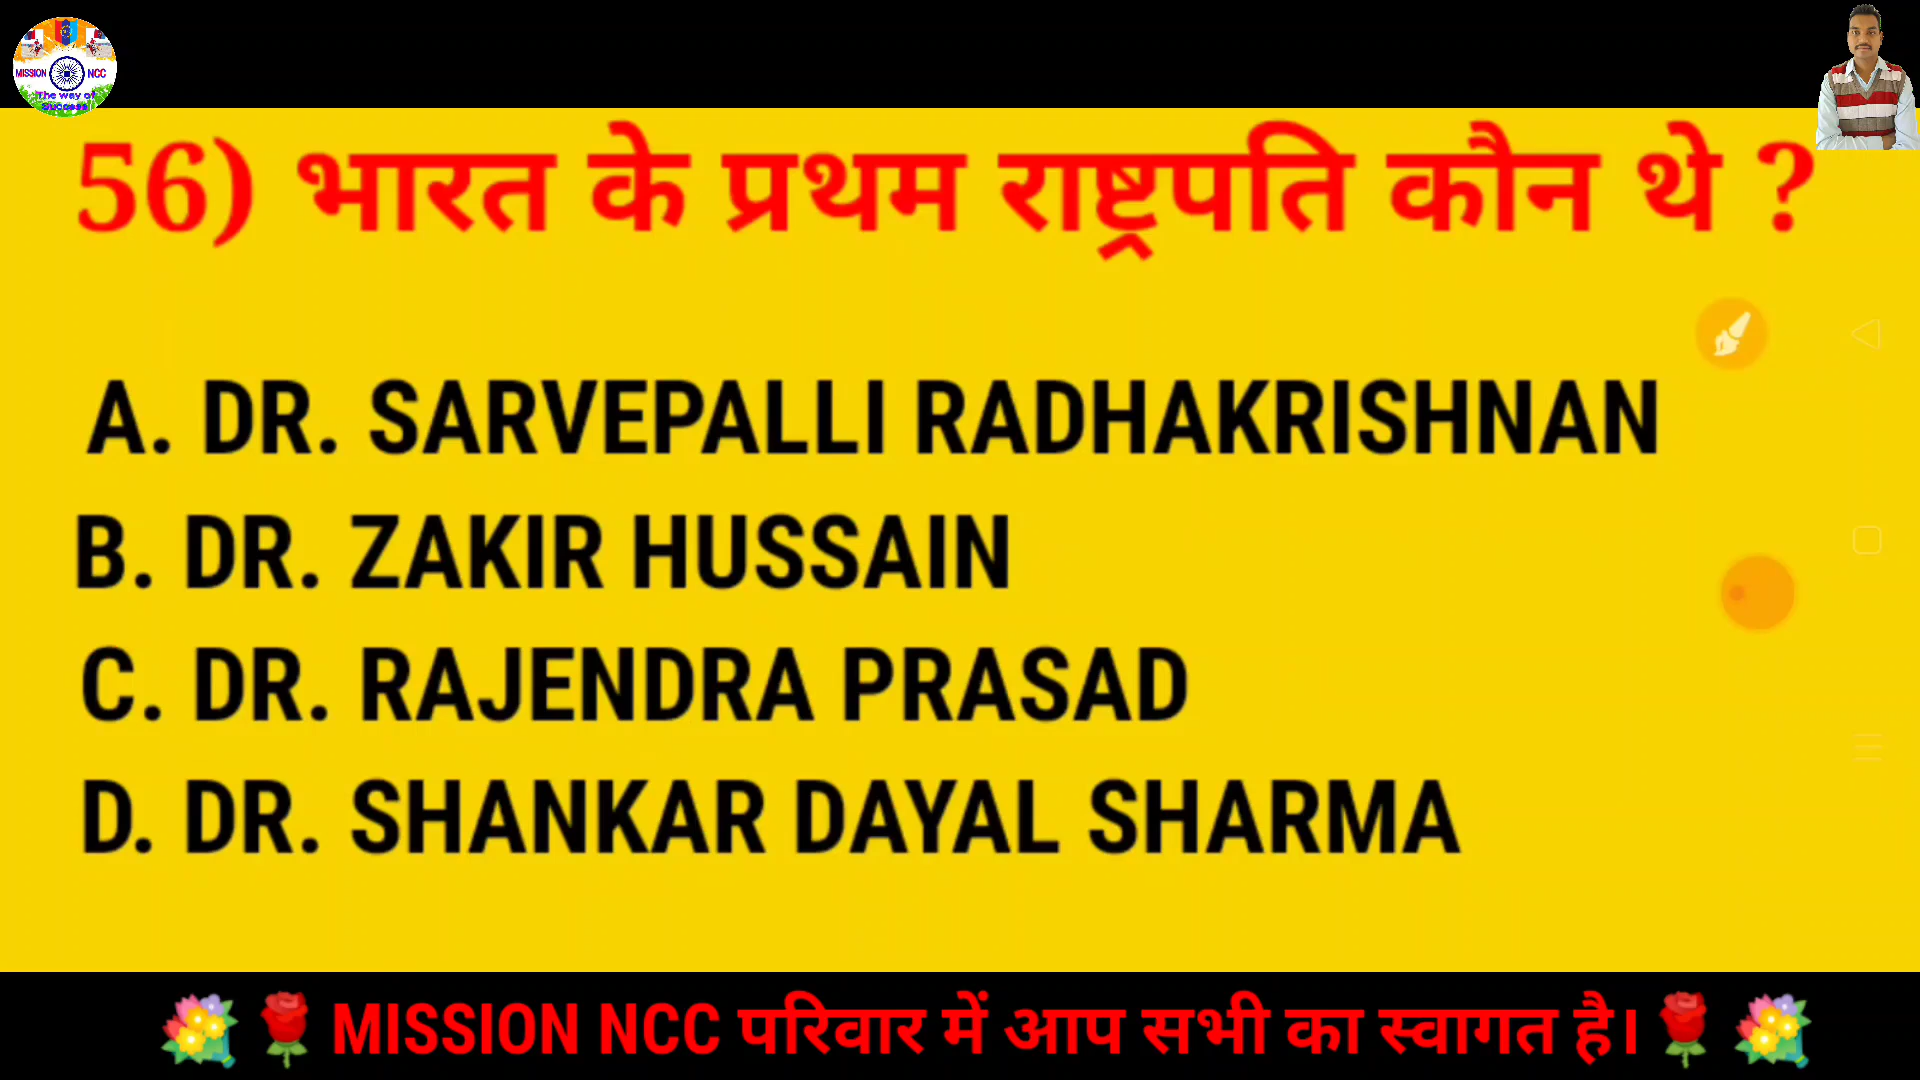 MISSION NCC
The way of
Success
56) भारत के प्रथम राष्ट्रपति कौन थे ?
A. DR. SARVEPALLI RADHAKRISHNAN
B. DR. ZAKIR HUSSAIN
C. DR. RAJENDRA PRASAD
D. DR. SHANKAR DAYAL SHARMA
MISSION NCC परिवार में आप सभी का स्वागत है।